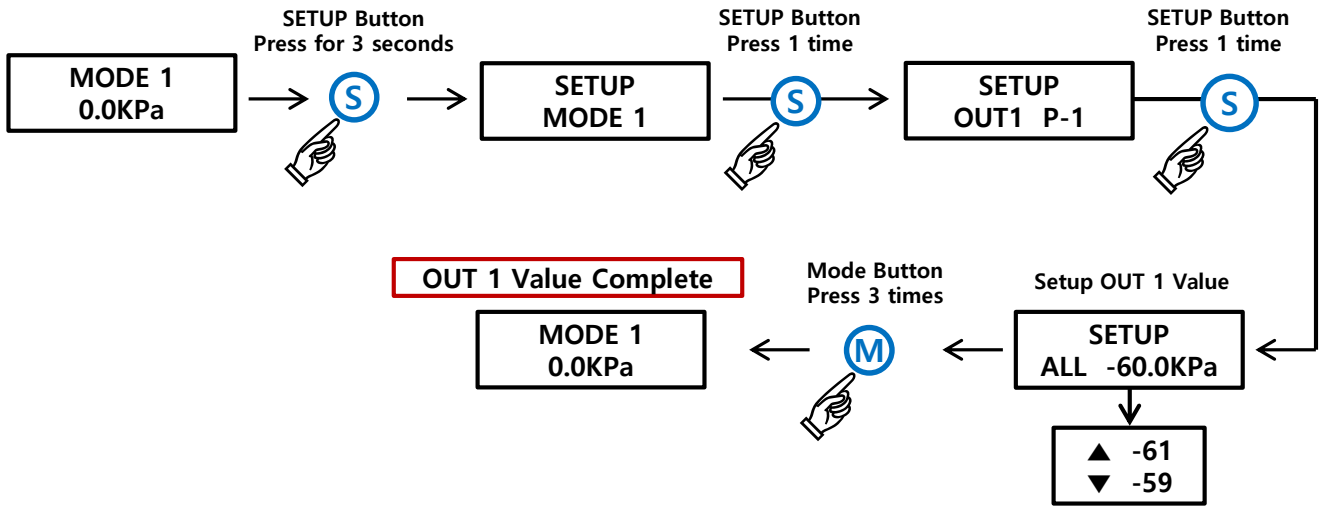 SETUP Button
Press for 3 seconds
MODE 1
0.0KPa
S
SETUP
MODE 1
SETUP Button
Press 1 time
S
SETUP
OUT1 P-1
SETUP Button
Press 1 time
S
Setup OUT 1 Value
SETUP
ALL -60.0KPa
▲ -61
▼ -59
Mode Button
Press 3 times
M
OUT 1 Value Complete
MODE 1
0.0KPa